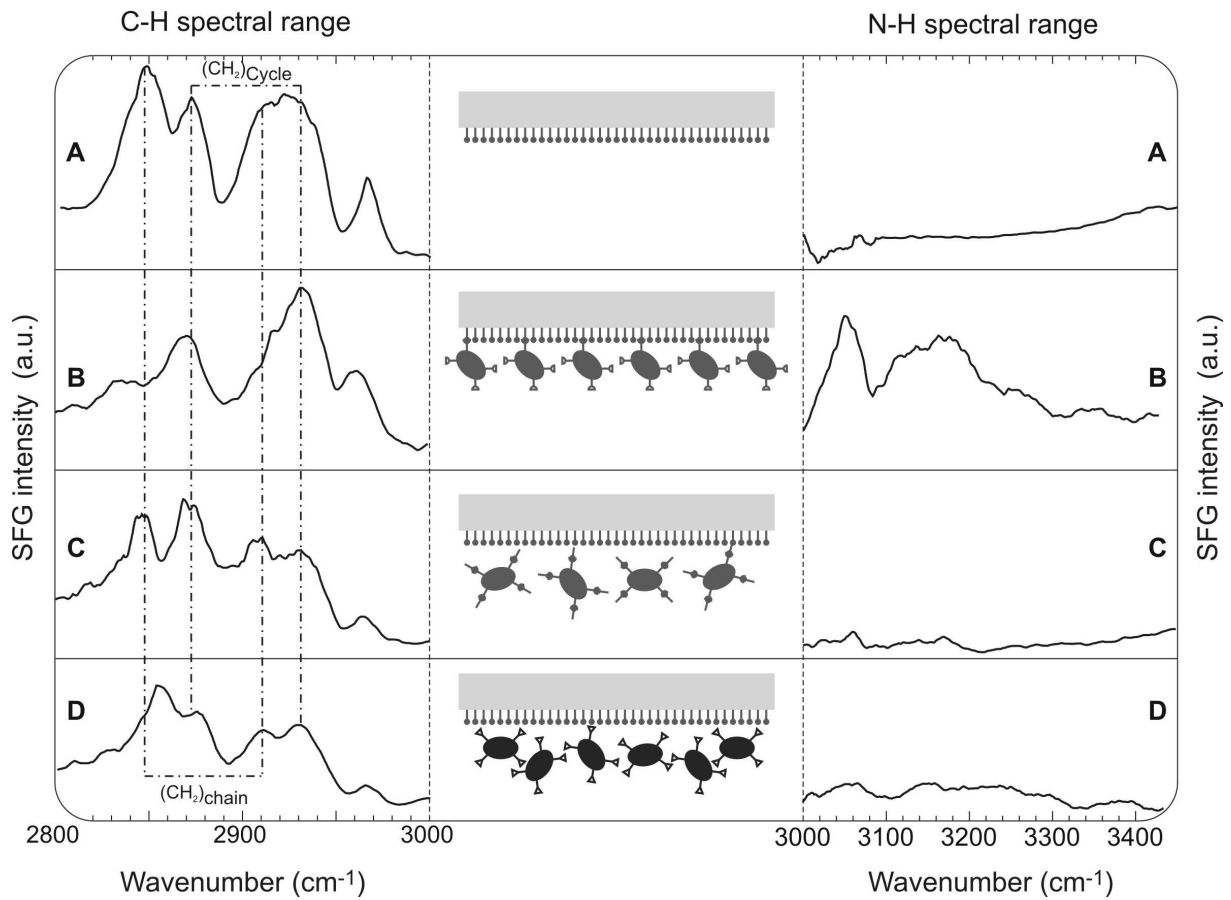 C-H spectral range
N-H spectral range
(CH₂)Cycle
A
A
B
B
C
C
D
D
(CH₂)chain
SFG intensity (a.u.)
SFG intensity (a.u.)
2800 2900 3000
3000 3100 3200 3300 3400
Wavenumber (cm⁻¹)
Wavenumber (cm⁻¹)